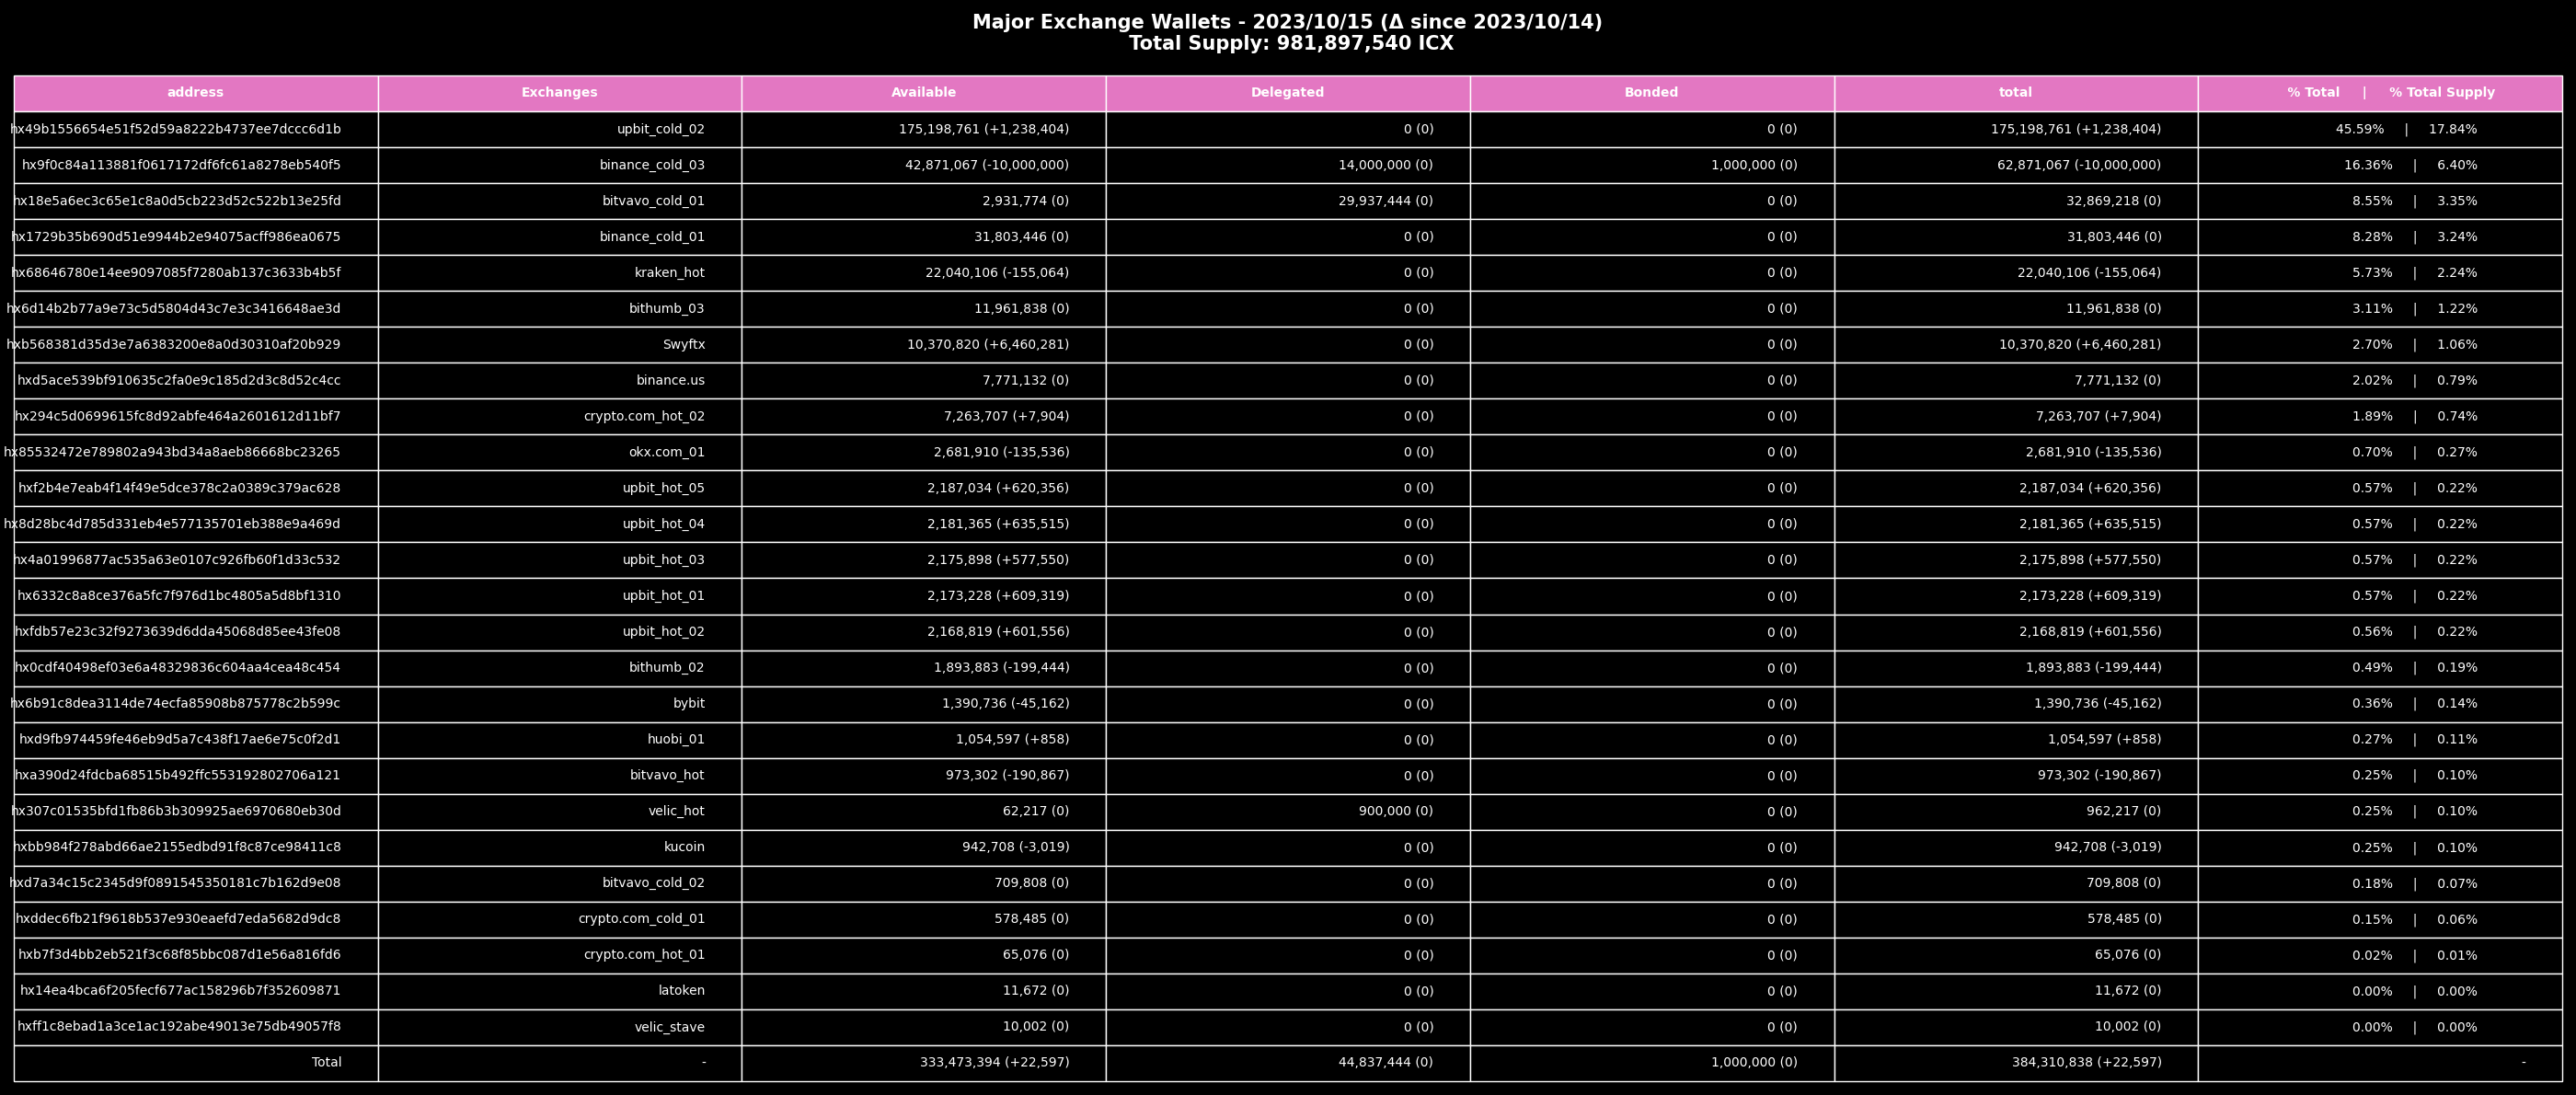 Major Exchange Wallets - 2023/10/15 (Δ since 2023/10/14)
Total Supply: 981,897,540 ICX
address Exchanges Available Delegated Bonded total % Total | % Total Supply
hx49b1556654e51f52d59a8222b4737ee7dccc6d1b upbit_cold_02 175,198,761 (+1,238,404) 0 (0) 0 (0) 175,198,761 (+1,238,404) 45.59% | 17.84%
hx9f0c84a113881f0617172df6fc61a8278eb540f5 binance_cold_03 42,871,067 (-10,000,000) 14,000,000 (0) 1,000,000 (0) 62,871,067 (-10,000,000) 16.36% | 6.40%
hx18e5a6ec3c65e1c8a0d5cb223d52c522b13e25fd bitvavo_cold_01 2,931,774 (0) 29,937,444 (0) 0 (0) 32,869,218 (0) 8.55% | 3.35%
hx1729b35b690d51e9944b2e94075acff986ea0675 binance_cold_01 31,803,446 (0) 0 (0) 0 (0) 31,803,446 (0) 8.28% | 3.24%
hx68646780e14ee9097085f7280ab137c3633b4b5f kraken_hot 22,040,106 (-155,064) 0 (0) 0 (0) 22,040,106 (-155,064) 5.73% | 2.24%
hx6d14b2b77a9e73c5d5804d43c7e3c3416648ae3d bithumb_03 11,961,838 (0) 0 (0) 0 (0) 11,961,838 (0) 3.11% | 1.22%
hxb568381d35d3e7a6383200e8a0d30310af20b929 Swyftx 10,370,820 (+6,460,281) 0 (0) 0 (0) 10,370,820 (+6,460,281) 2.70% | 1.06%
hxd5ace539bf910635c2fa0e9c185d2d3c8d52c4cc binance.us 7,771,132 (0) 0 (0) 0 (0) 7,771,132 (0) 2.02% | 0.79%
hx294c5d0699615fc8d92abfe464a2601612d11bf7 crypto.com_hot_02 7,263,707 (+7,904) 0 (0) 0 (0) 7,263,707 (+7,904) 1.89% | 0.74%
hx85532472e789802a943bd34a8aeb86668bc23265 okx.com_01 2,681,910 (-135,536) 0 (0) 0 (0) 2,681,910 (-135,536) 0.70% | 0.27%
hxf2b4e7eab4f14f49e5dce378c2a0389c379ac628 upbit_hot_05 2,187,034 (+620,356) 0 (0) 0 (0) 2,187,034 (+620,356) 0.57% | 0.22%
hx8d28bc4d785d331eb4e577135701eb388e9a469d upbit_hot_04 2,181,365 (+635,515) 0 (0) 0 (0) 2,181,365 (+635,515) 0.57% | 0.22%
hx4a01996877ac535a63e0107c926fb60f1d33c532 upbit_hot_03 2,175,898 (+577,550) 0 (0) 0 (0) 2,175,898 (+577,550) 0.57% | 0.22%
hx6332c8a8ce376a5fc7f976d1bc4805a5d8bf1310 upbit_hot_01 2,173,228 (+609,319) 0 (0) 0 (0) 2,173,228 (+609,319) 0.57% | 0.22%
hxfdb57e23c32f9273639d6dda45068d85ee43fe08 upbit_hot_02 2,168,819 (+601,556) 0 (0) 0 (0) 2,168,819 (+601,556) 0.56% | 0.22%
hx0cdf40498ef03e6a48329836c604aa4cea48c454 bithumb_02 1,893,883 (-199,444) 0 (0) 0 (0) 1,893,883 (-199,444) 0.49% | 0.19%
hx6b91c8dea3114de74ecfa85908b875778c2b599c bybit 1,390,736 (-45,162) 0 (0) 0 (0) 1,390,736 (-45,162) 0.36% | 0.14%
hxd9fb974459fe46eb9d5a7c438f17ae6e75c0f2d1 huobi_01 1,054,597 (+858) 0 (0) 0 (0) 1,054,597 (+858) 0.27% | 0.11%
hxa390d24fdcba68515b492ffc553192802706a121 bitvavo_hot 973,302 (-190,867) 0 (0) 0 (0) 973,302 (-190,867) 0.25% | 0.10%
hx307c01535bfd1fb86b3b309925ae6970680eb30d velic_hot 62,217 (0) 900,000 (0) 0 (0) 962,217 (0) 0.25% | 0.10%
hxbb984f278abd66ae2155edbd91f8c87ce98411c8 kucoin 942,708 (-3,019) 0 (0) 0 (0) 942,708 (-3,019) 0.25% | 0.10%
hxd7a34c15c2345d9f0891545350181c7b162d9e08 bitvavo_cold_02 709,808 (0) 0 (0) 0 (0) 709,808 (0) 0.18% | 0.07%
hxddec6fb21f9618b537e930eaefd7eda5682d9dc8 crypto.com_cold_01 578,485 (0) 0 (0) 0 (0) 578,485 (0) 0.15% | 0.06%
hxb7f3d4bb2eb521f3c68f85bbc087d1e56a816fd6 crypto.com_hot_01 65,076 (0) 0 (0) 0 (0) 65,076 (0) 0.02% | 0.01%
hx14ea4bca6f205fecf677ac158296b7f352609871 latoken 11,672 (0) 0 (0) 0 (0) 11,672 (0) 0.00% | 0.00%
hxff1c8ebad1a3ce1ac192abe49013e75db49057f8 velic_stave 10,002 (0) 0 (0) 0 (0) 10,002 (0) 0.00% | 0.00%
Total - 333,473,394 (+22,597) 44,837,444 (0) 1,000,000 (0) 384,310,838 (+22,597) -